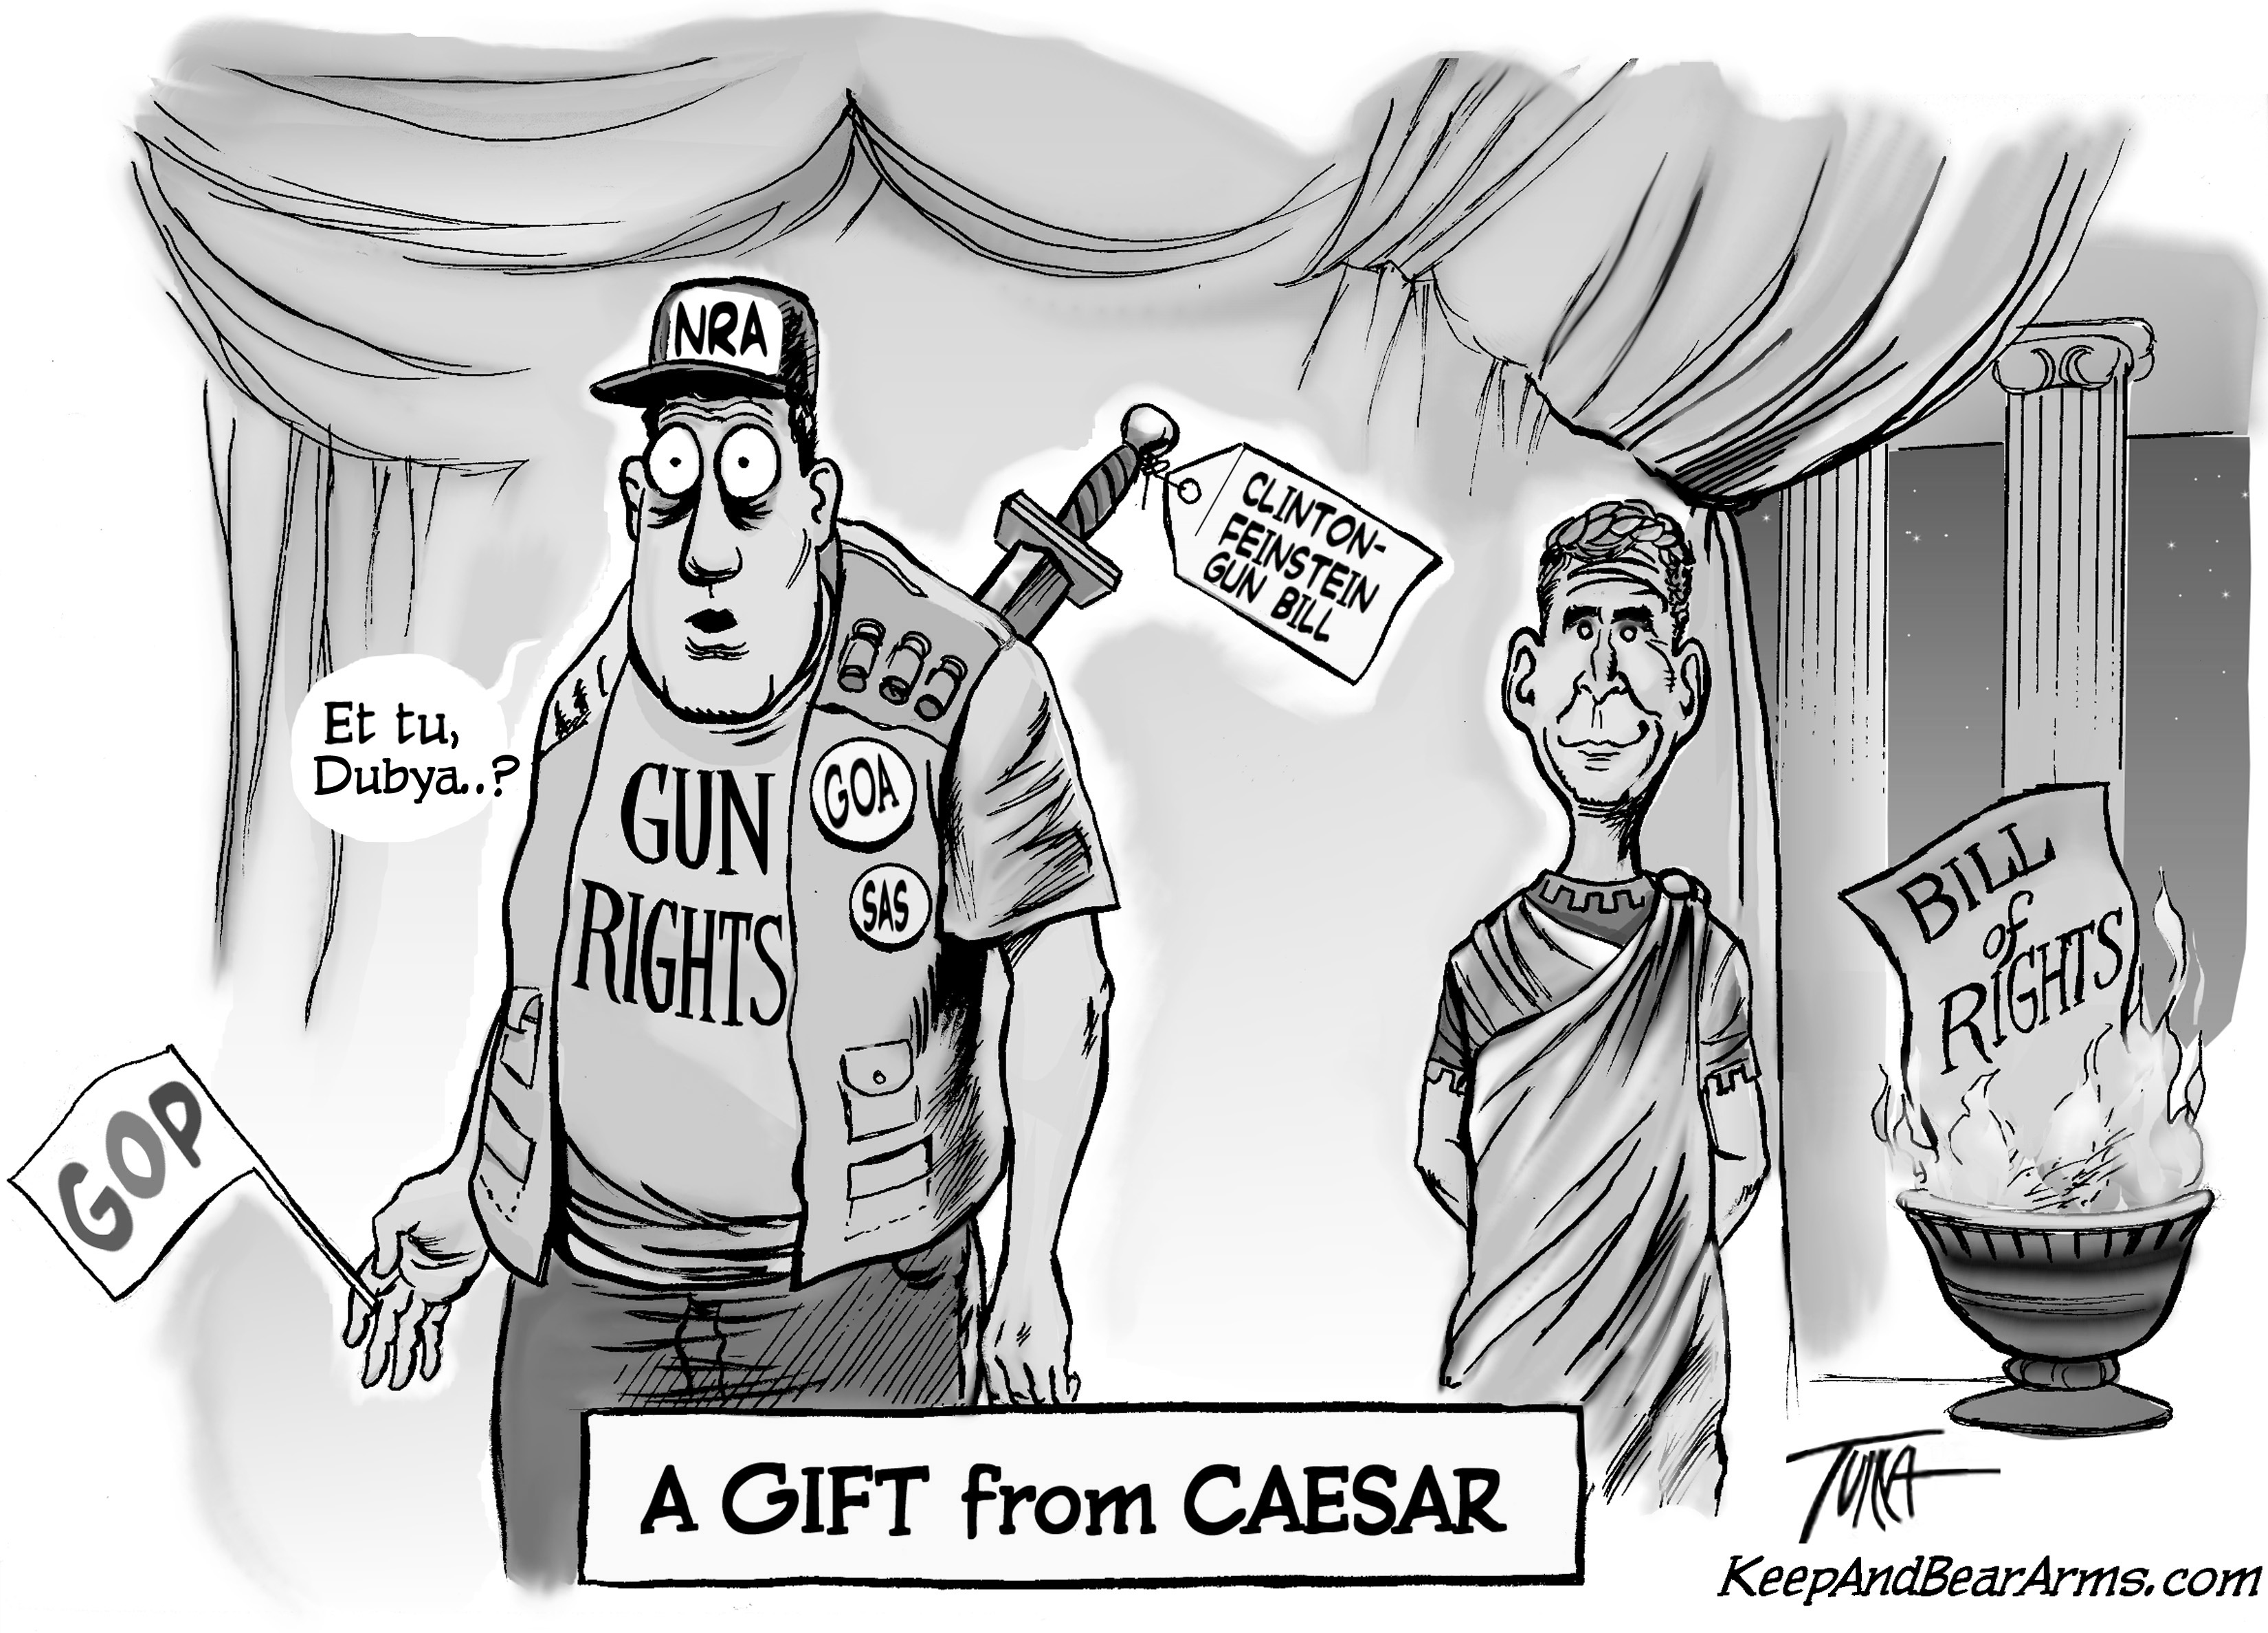 NRA
CLINTON-
FEINSTEIN
GUN BILL
Et tu,
Dubya..?
GUN
RIGHTS
GOA
SAS
GOP
BILL
of
RIGHTS
A GIFT from CAESAR
KeepAndBearArms.com